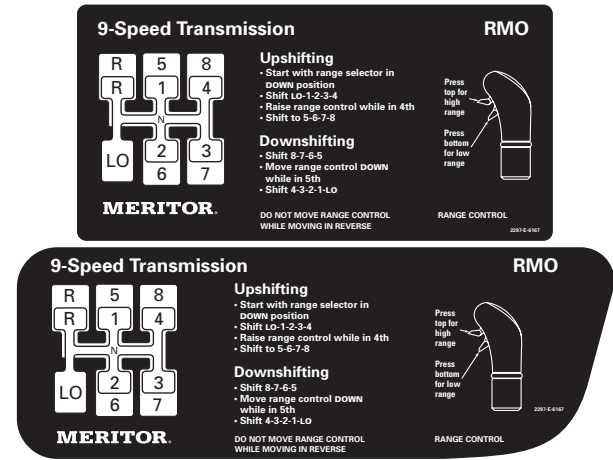 9-Speed Transmission RMO
R 5 8
R 1 4
N
LO 2 3
6 7
MERITOR.
Upshifting
• Start with range selector in
DOWN position
• Shift LO-1-2-3-4
• Raise range control while in 4th
• Shift to 5-6-7-8
Downshifting
• Shift 8-7-6-5
• Move range control DOWN
while in 5th
• Shift 4-3-2-1-LO
DO NOT MOVE RANGE CONTROL
WHILE MOVING IN REVERSE
Press
top for
high
range
Press
bottom
for low
range
RANGE CONTROL
2297-E-6167
9-Speed Transmission RMO
R 5 8
R 1 4
N
LO 2 3
6 7
MERITOR.
Upshifting
• Start with range selector in
DOWN position
• Shift LO-1-2-3-4
• Raise range control while in 4th
• Shift to 5-6-7-8
Downshifting
• Shift 8-7-6-5
• Move range control DOWN
while in 5th
• Shift 4-3-2-1-LO
DO NOT MOVE RANGE CONTROL
WHILE MOVING IN REVERSE
Press
top for
high
range
Press
bottom
for low
range
2297-E-6167
RANGE CONTROL